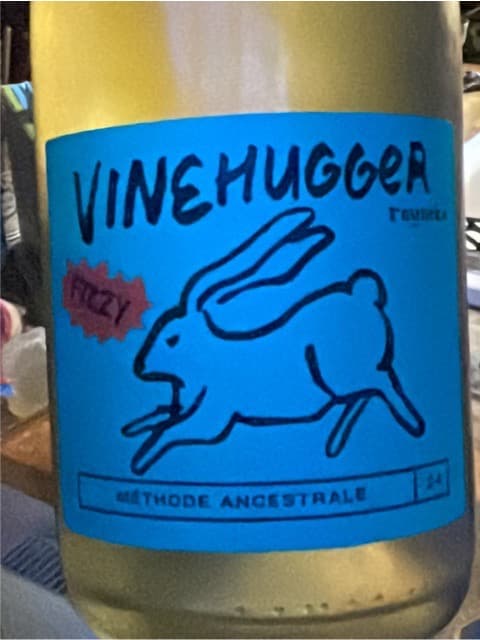 VINEHUGGER
FIZZY
MÉTHODE ANCESTRALE
24